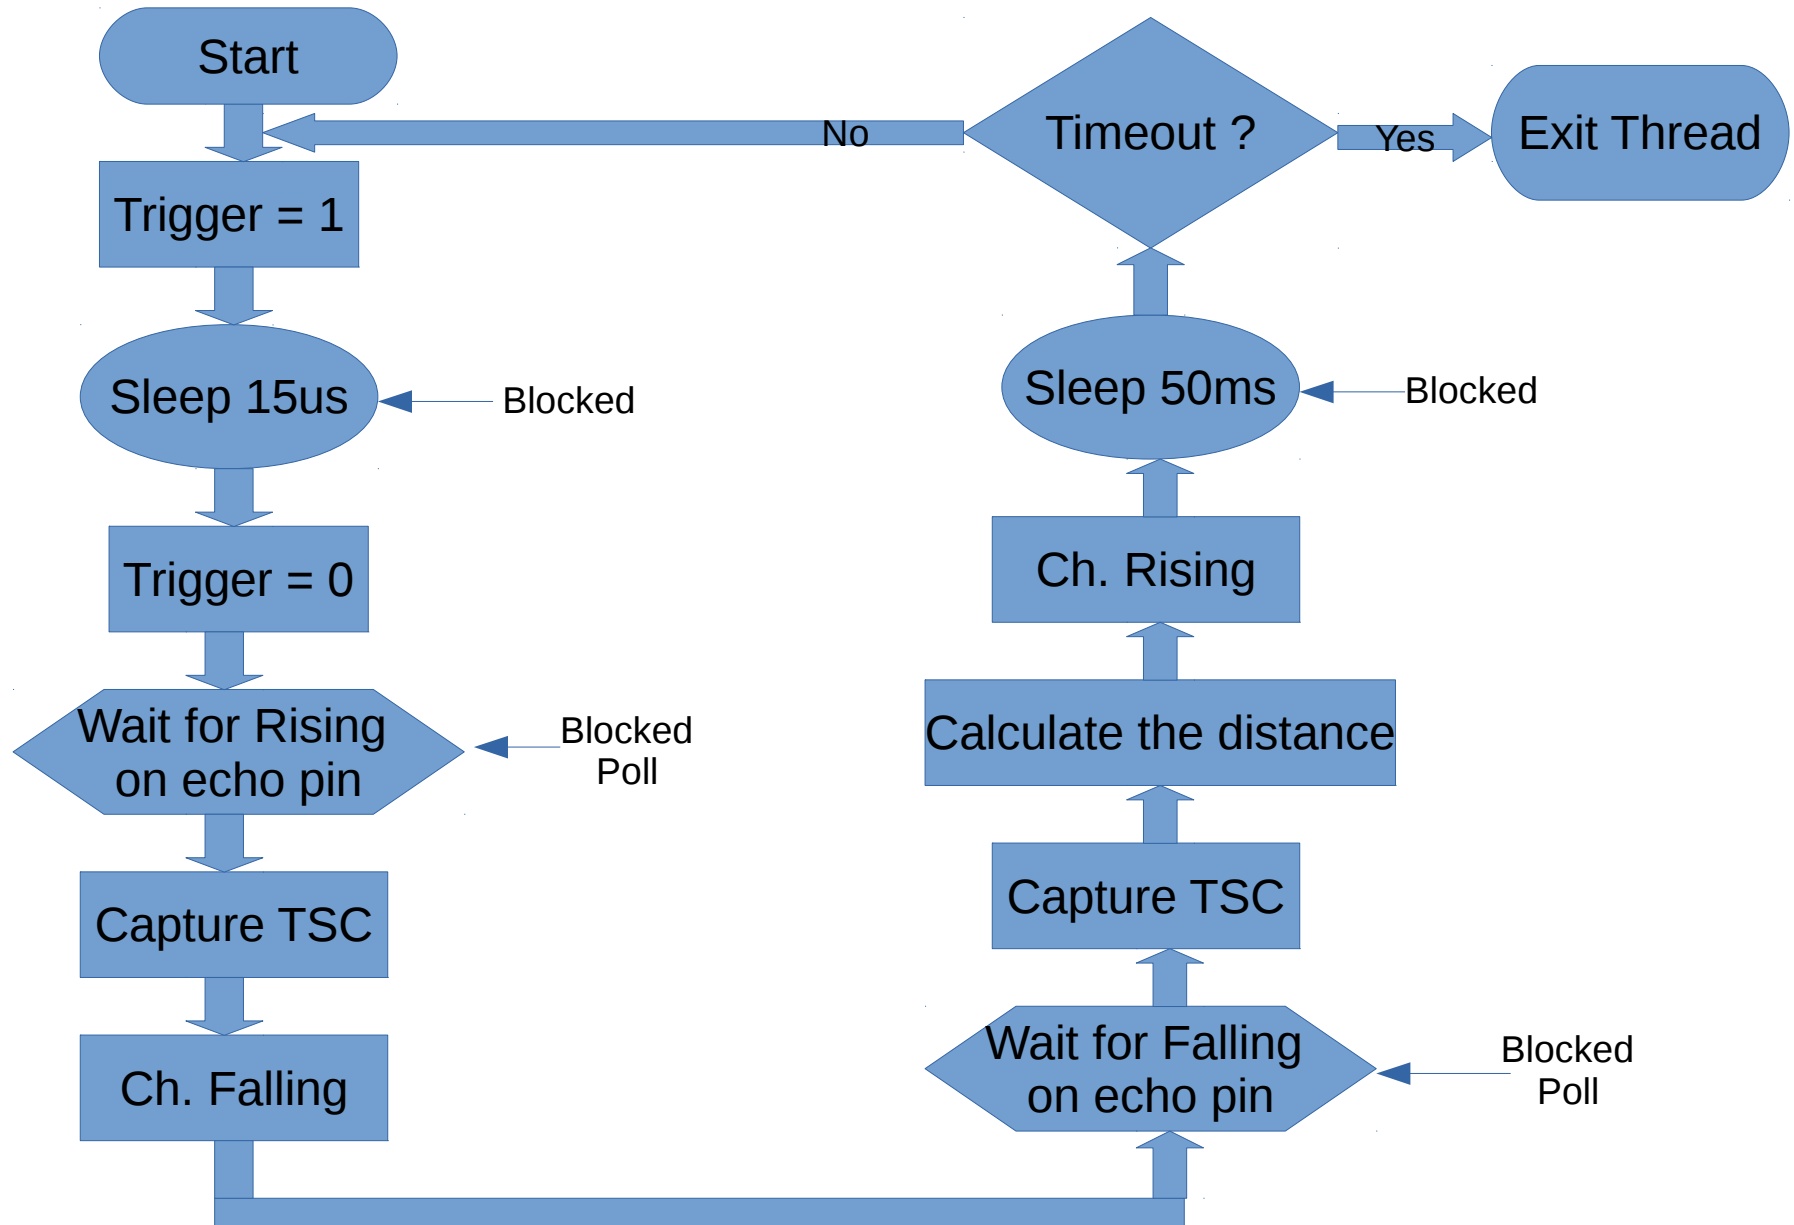 Start
Trigger = 1
Sleep 15us
Blocked
Trigger = 0
Wait for Rising
on echo pin
Blocked
Poll
Capture TSC
Ch. Falling
Wait for Falling
on echo pin
Blocked
Poll
Capture TSC
Calculate the distance
Ch. Rising
Sleep 50ms
Blocked
Timeout ?
No
Yes
Exit Thread